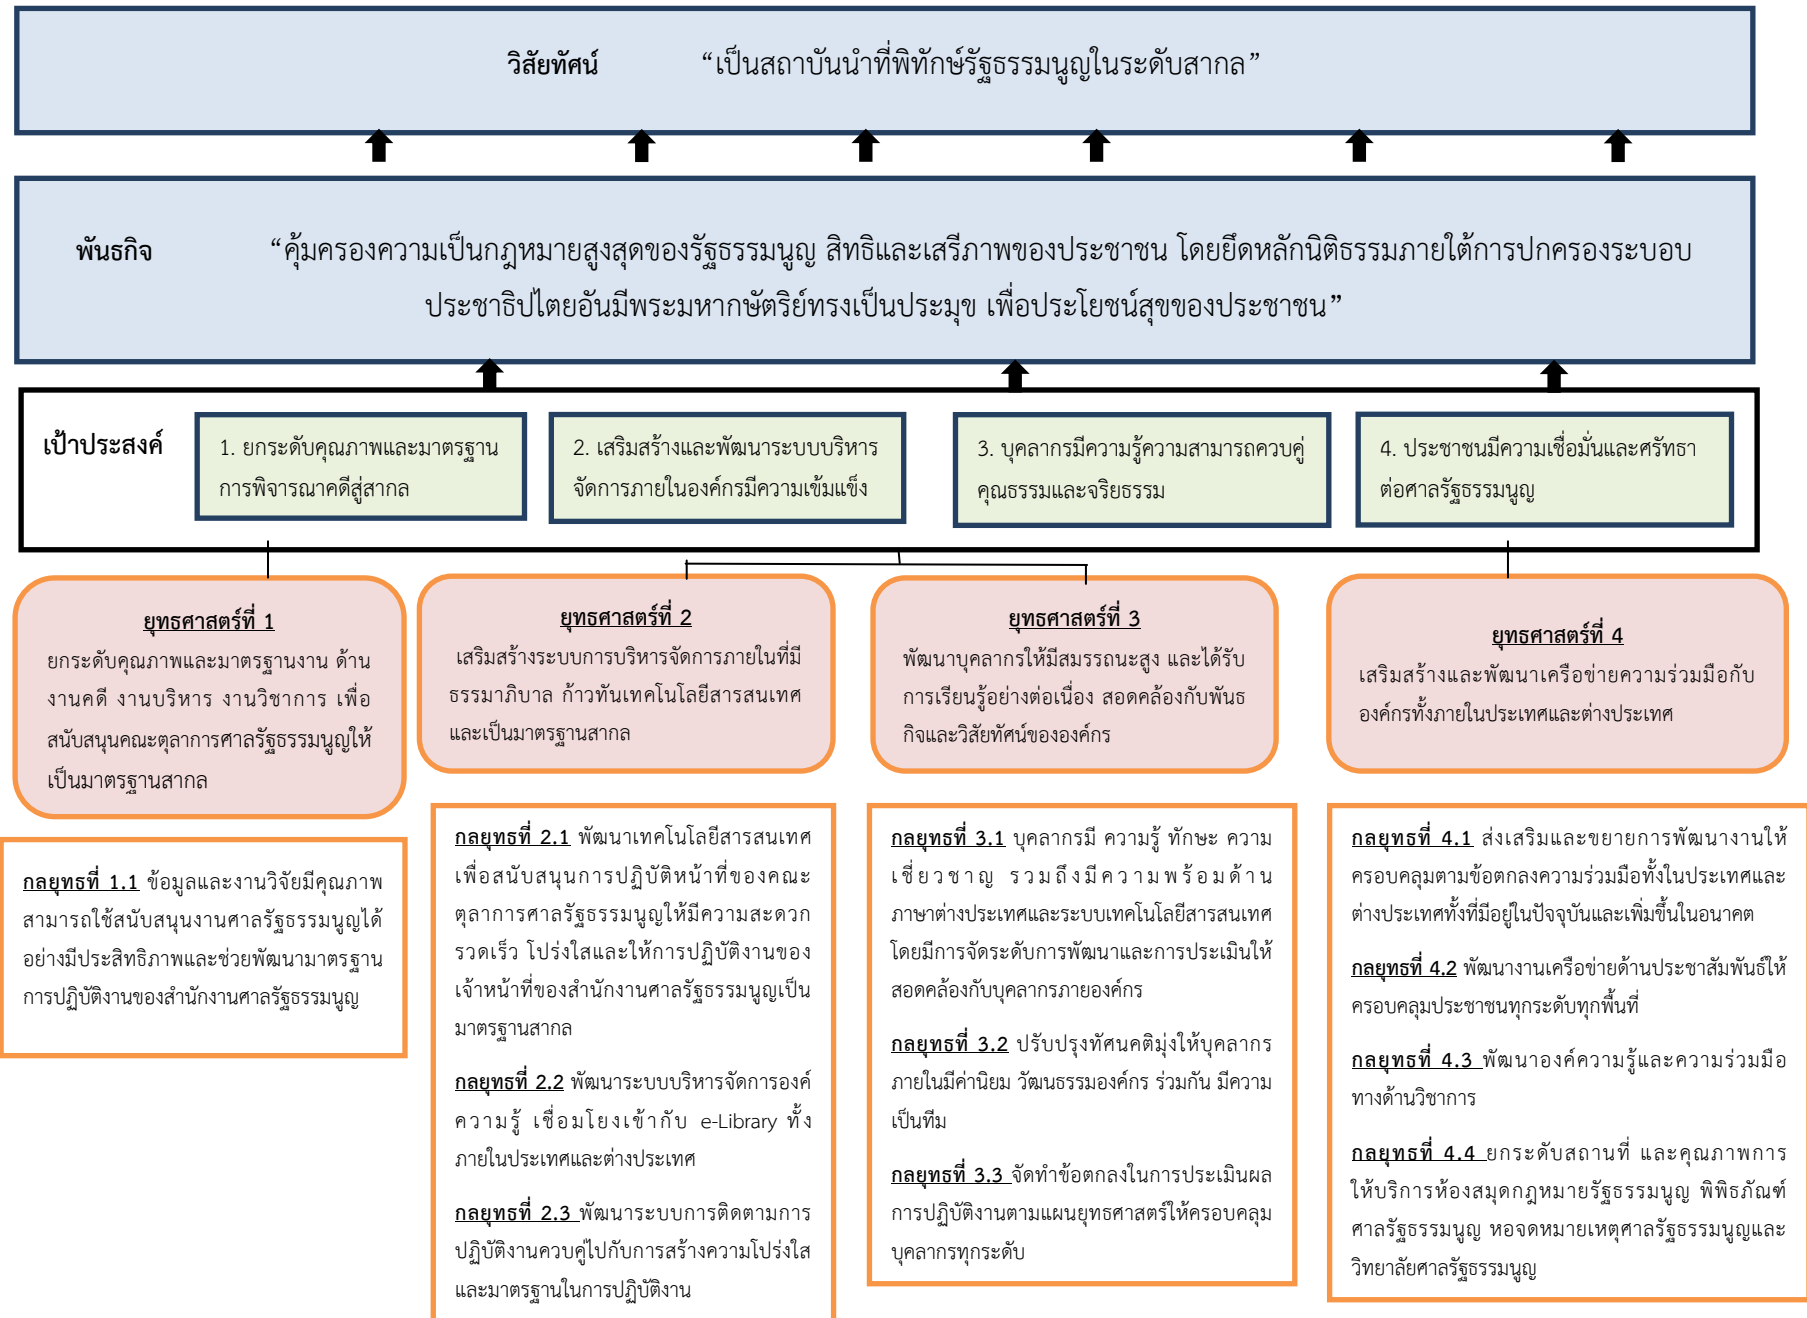 วิสัยทัศน์ “เป็นสถาบันนำที่พิทักษ์รัฐธรรมนูญในระดับสากล”
พันธกิจ “คุ้มครองความเป็นกฎหมายสูงสุดของรัฐธรรมนูญ สิทธิและเสรีภาพของประชาชน โดยยึดหลักนิติธรรมภายใต้การปกครองระบอบ
ประชาธิปไตยอันมีพระมหากษัตริย์ทรงเป็นประมุข เพื่อประโยชน์สุขของประชาชน”
เป้าประสงค์
1. ยกระดับคุณภาพและมาตรฐาน
การพิจารณาคดีสู่สากล
2. เสริมสร้างและพัฒนาระบบบริหาร
จัดการภายในองค์กรมีความเข้มแข็ง
3. บุคลากรมีความรู้ความสามารถควบคู่
คุณธรรมและจริยธรรม
4. ประชาชนมีความเชื่อมั่นและศรัทธา
ต่อศาลรัฐธรรมนูญ
ยุทธศาสตร์ที่ 1
ยกระดับคุณภาพและมาตรฐานงาน ด้าน
งานคดี งานบริหาร งานวิชาการ เพื่อ
สนับสนุนคณะตุลาการศาลรัฐธรรมนูญให้
เป็นมาตรฐานสากล
ยุทธศาสตร์ที่ 2
เสริมสร้างระบบการบริหารจัดการภายในที่มี
ธรรมาภิบาล ก้าวทันเทคโนโลยีสารสนเทศ
และเป็นมาตรฐานสากล
ยุทธศาสตร์ที่ 3
พัฒนาบุคลากรให้มีสมรรถนะสูง และได้รับ
การเรียนรู้อย่างต่อเนื่อง สอดคล้องกับพันธ
กิจและวิสัยทัศน์ขององค์กร
ยุทธศาสตร์ที่ 4
เสริมสร้างและพัฒนาเครือข่ายความร่วมมือกับ
องค์กรทั้งภายในประเทศและต่างประเทศ
กลยุทธที่ 1.1 ข้อมูลและงานวิจัยมีคุณภาพ
สามารถใช้สนับสนุนงานศาลรัฐธรรมนูญได้
อย่างมีประสิทธิภาพและช่วยพัฒนามาตรฐาน
การปฏิบัติงานของสำนักงานศาลรัฐธรรมนูญ
กลยุทธที่ 2.1 พัฒนาเทคโนโลยีสารสนเทศ
เพื่อสนับสนุนการปฏิบัติหน้าที่ของคณะ
ตุลาการศาลรัฐธรรมนูญให้มีความสะดวก
รวดเร็ว โปร่งใสและให้การปฏิบัติงานของ
เจ้าหน้าที่ของสำนักงานศาลรัฐธรรมนูญเป็น
มาตรฐานสากล
กลยุทธที่ 2.2 พัฒนาระบบบริหารจัดการองค์
ความรู้ เชื่อมโยงเข้ากับ e-Library ทั้ง
ภายในประเทศและต่างประเทศ
กลยุทธที่ 2.3 พัฒนาระบบการติดตามการ
ปฏิบัติงานควบคู่ไปกับการสร้างความโปร่งใส
และมาตรฐานในการปฏิบัติงาน
กลยุทธที่ 3.1 บุคลากรมี ความรู้ ทักษะ ความ
เชี่ยวชาญ รวมถึงมีความพร้อมด้าน
ภาษาต่างประเทศและระบบเทคโนโลยีสารสนเทศ
โดยมีการจัดระดับการพัฒนาและการประเมินให้
สอดคล้องกับบุคลากรภายองค์กร
กลยุทธที่ 3.2 ปรับปรุงทัศนคติมุ่งให้บุคลากร
ภายในมีค่านิยม วัฒนธรรมองค์กร ร่วมกัน มีความ
เป็นทีม
กลยุทธที่ 3.3 จัดทำข้อตกลงในการประเมินผล
การปฏิบัติงานตามแผนยุทธศาสตร์ให้ครอบคลุม
บุคลากรทุกระดับ
กลยุทธที่ 4.1 ส่งเสริมและขยายการพัฒนางานให้
ครอบคลุมตามข้อตกลงความร่วมมือทั้งในประเทศและ
ต่างประเทศทั้งที่มีอยู่ในปัจจุบันและเพิ่มขึ้นในอนาคต
กลยุทธที่ 4.2 พัฒนางานเครือข่ายด้านประชาสัมพันธ์ให้
ครอบคลุมประชาชนทุกระดับทุกพื้นที่
กลยุทธที่ 4.3 พัฒนาองค์ความรู้และความร่วมมือ
ทางด้านวิชาการ
กลยุทธที่ 4.4 ยกระดับสถานที่ และคุณภาพการ
ให้บริการห้องสมุดกฎหมายรัฐธรรมนูญ พิพิธภัณฑ์
ศาลรัฐธรรมนูญ หอจดหมายเหตุศาลรัฐธรรมนูญและ
วิทยาลัยศาลรัฐธรรมนูญ